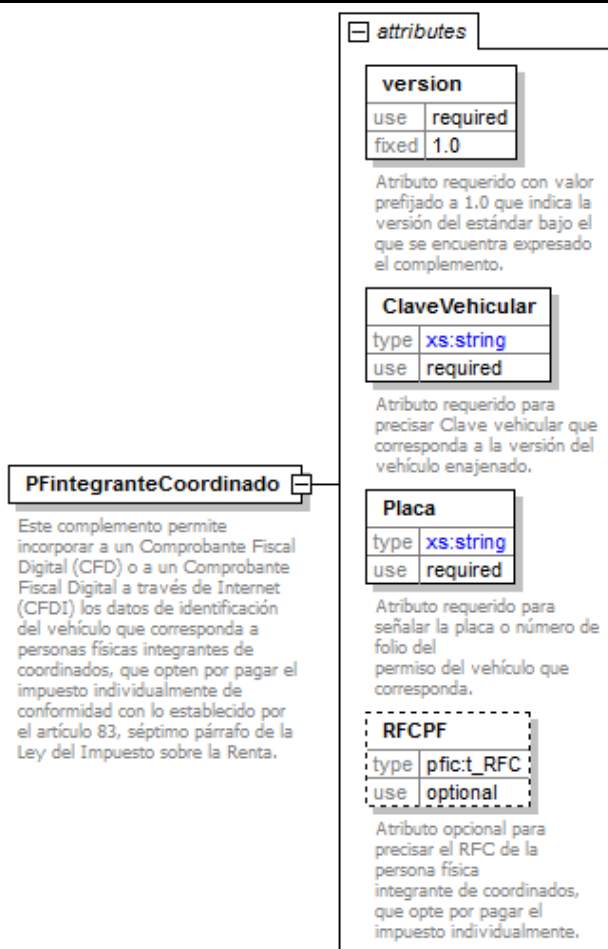 attributes
version
use required
fixed 1.0
Atributo requerido con valor
prefijado a 1.0 que indica la
versión del estándar bajo el
que se encuentra expresado
el complemento.
ClaveVehicular
type xs:string
use required
Atributo requerido para
precisar Clave vehicular que
corresponda a la versión del
vehículo enajenado.
PFintegranteCoordinado
Este complemento permite
incorporar a un Comprobante Fiscal
Digital (CFD) o a un Comprobante
Fiscal Digital a través de Internet
(CFDI) los datos de identificación
del vehículo que corresponda a
personas físicas integrantes de
coordinados, que opten por pagar el
impuesto individualmente de
conformidad con lo establecido por
el artículo 83, séptimo párrafo de la
Ley del Impuesto sobre la Renta.
Placa
type xs:string
use required
Atributo requerido para
señalar la placa o número de
folio del
permiso del vehículo que
corresponda.
RFCPF
type pfic:t_RFC
use optional
Atributo opcional para
precisar el RFC de la
persona física
integrante de coordinados,
que opte por pagar el
impuesto individualmente.